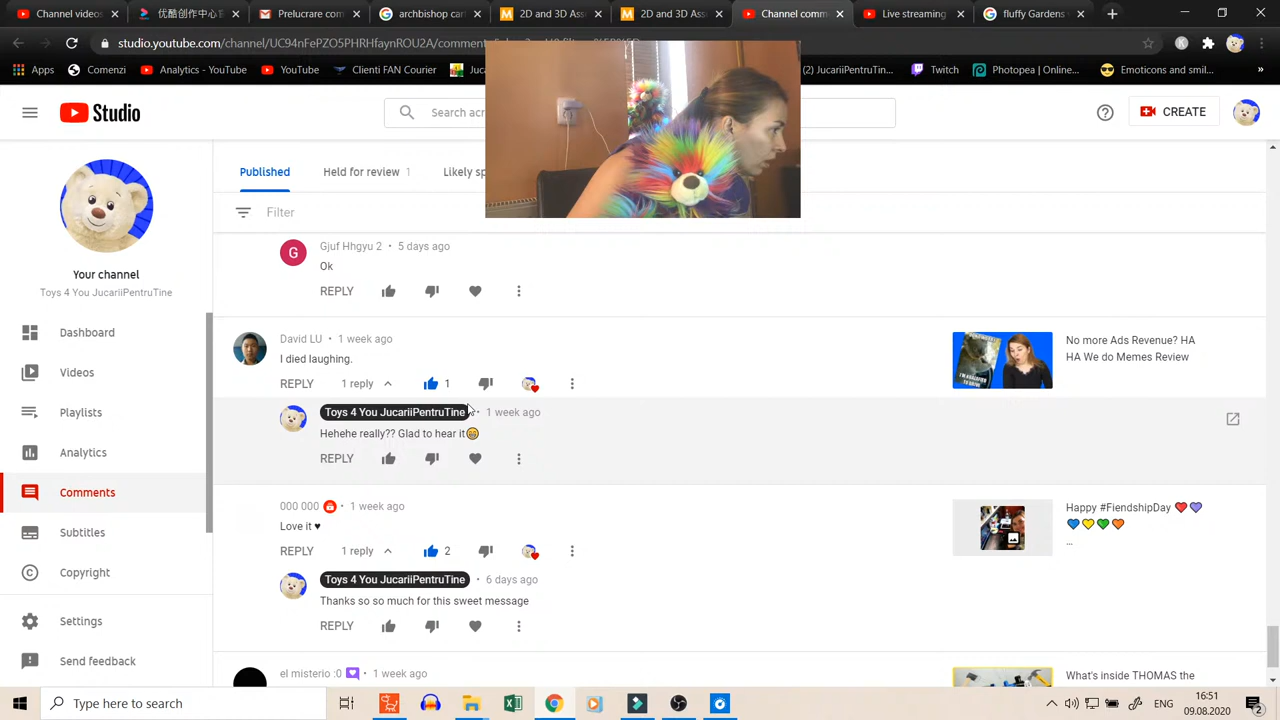 YouTube
优酷创作中心
Prelucrare com
archbishop car
2D and 3D Ass
2D and 3D Ass
Channel comm
Live streaming
fluffy Gardens
studio.youtube.com/channel/UC94nFePZO5PHRHfaynROU2A/comment
Apps
Comenzi
Analytics - YouTube
YouTube
Clienti FAN Courier
Juca
(2) JucariiPentruTine...
Twitch
Photopea | Online...
Emoticons and smil...
Studio
Search acr
CREATE
Your channel
Toys 4 You JucariiPentruTine
Dashboard
Videos
Playlists
Analytics
Comments
Subtitles
Copyright
Settings
Send feedback
Published
Held for review 1
Likely sp
Filter
G
Gjuf Hhgyu 2 • 5 days ago
Ok
REPLY
David LU • 1 week ago
I died laughing.
REPLY 1 reply 1
No more Ads Revenue? HA
HA We do Memes Review
Toys 4 You JucariiPentruTine • 1 week ago
Hehehe really?? Glad to hear it😁
REPLY
000 000 • 1 week ago
Love it ♥
REPLY 1 reply 2
Happy #FiendshipDay ❤️💜
💙💛💚🧡
...
Toys 4 You JucariiPentruTine • 6 days ago
Thanks so so much for this sweet message
REPLY
el misterio :0 • 1 week ago
What's inside THOMAS the
Type here to search
ENG
16:51
09.08.2020
2